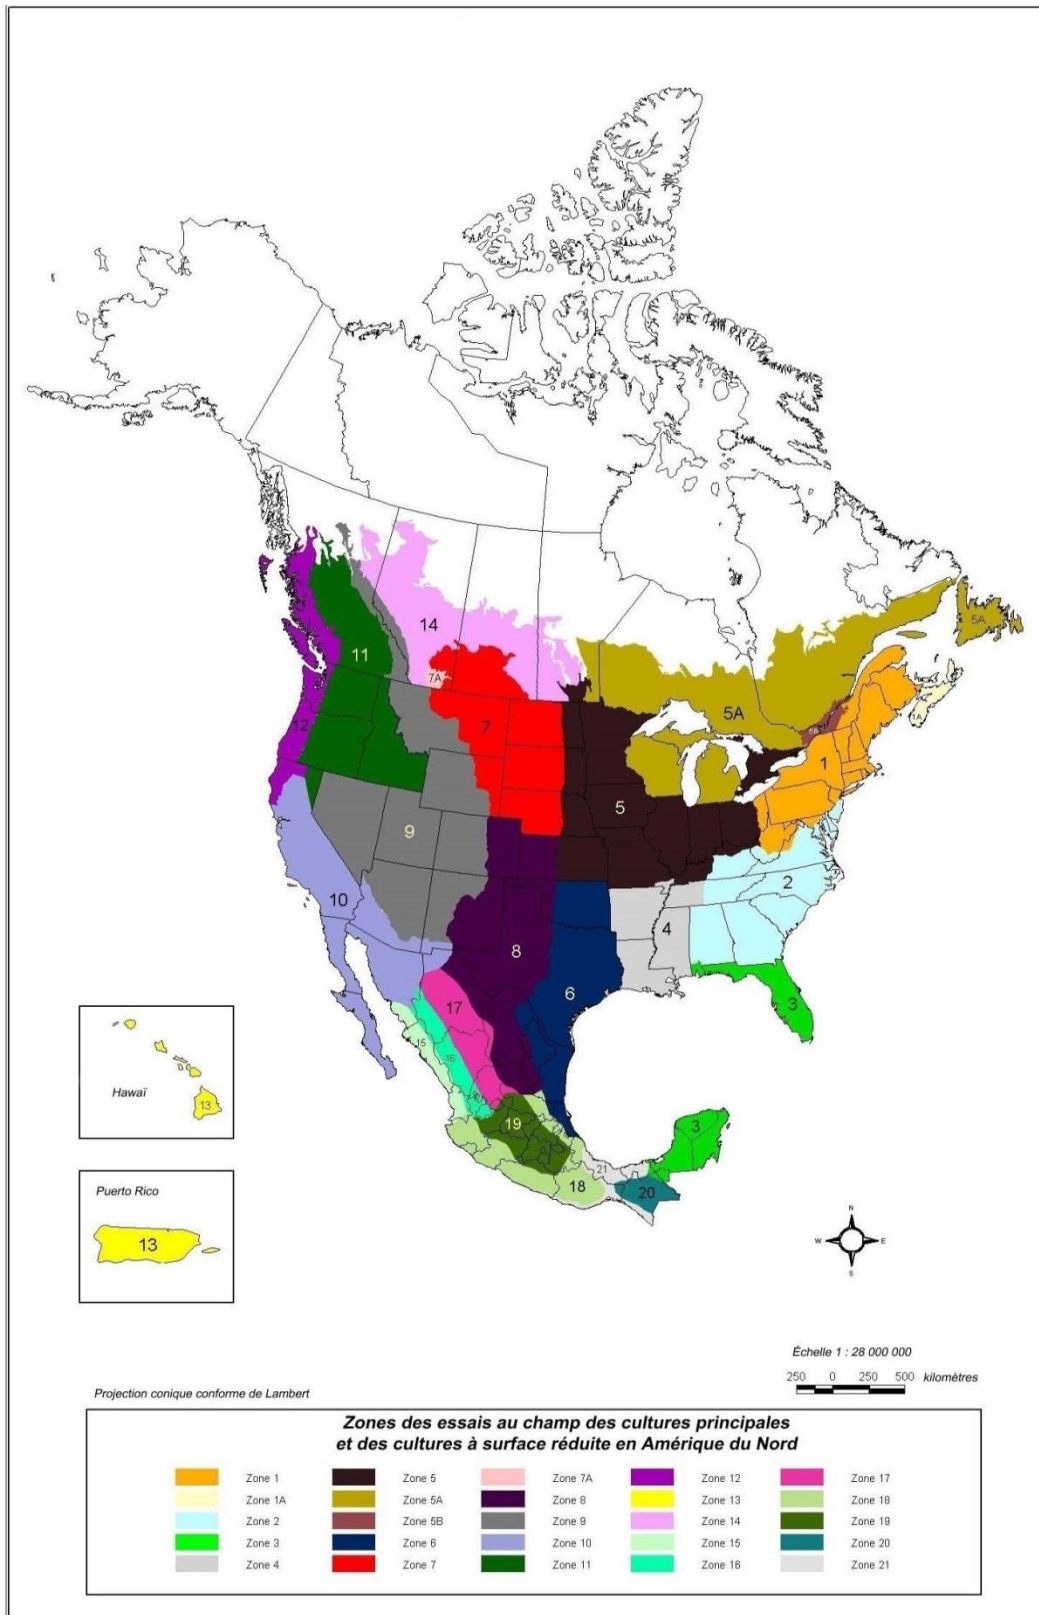 14
11
7A
5A
5A
7
12
1A
5B
1
5
9
2
10
4
8
6
3
17
15
16
Hawaï
13
3
19
21
18
20
Puerto Rico
13
N
W
E
S
Échelle 1 : 28 000 000
250 0 250 500 kilomètres
Projection conique conforme de Lambert
Zones des essais au champ des cultures principales
et des cultures à surface réduite en Amérique du Nord
Zone 1
Zone 1A
Zone 2
Zone 3
Zone 4
Zone 5
Zone 5A
Zone 5B
Zone 6
Zone 7
Zone 7A
Zone 8
Zone 9
Zone 10
Zone 11
Zone 12
Zone 13
Zone 14
Zone 15
Zone 16
Zone 17
Zone 18
Zone 19
Zone 20
Zone 21